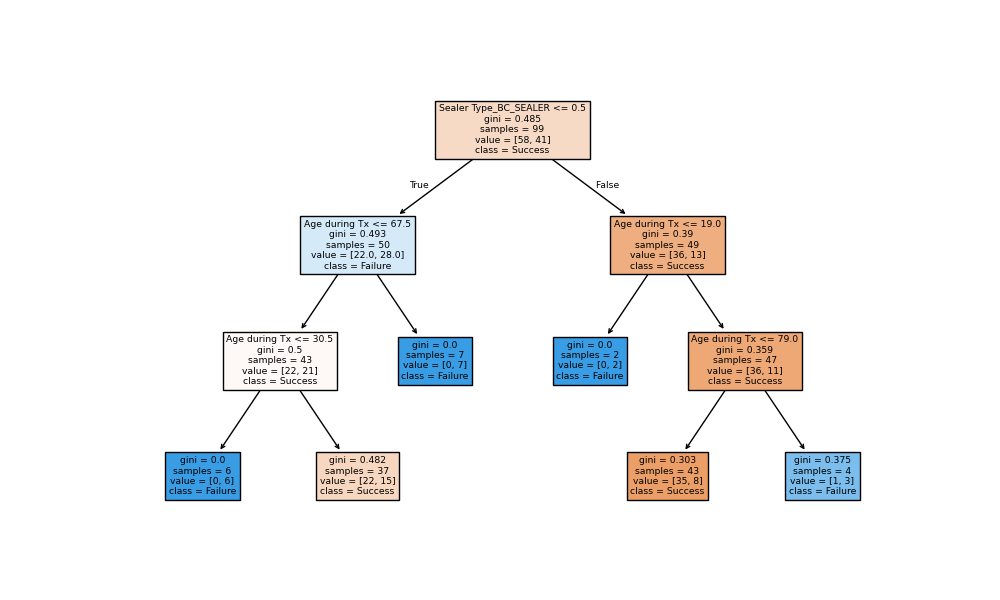 Sealer Type_BC_SEALER <= 0.5
gini = 0.485
samples = 99
value = [58, 41]
class = Success
True
False
Age during Tx <= 67.5
gini = 0.493
samples = 50
value = [22.0, 28.0]
class = Failure
Age during Tx <= 19.0
gini = 0.39
samples = 49
value = [36, 13]
class = Success
Age during Tx <= 30.5
gini = 0.5
samples = 43
value = [22, 21]
class = Success
gini = 0.0
samples = 7
value = [0, 7]
class = Failure
gini = 0.0
samples = 2
value = [0, 2]
class = Failure
Age during Tx <= 79.0
gini = 0.359
samples = 47
value = [36, 11]
class = Success
gini = 0.0
samples = 6
value = [0, 6]
class = Failure
gini = 0.482
samples = 37
value = [22, 15]
class = Success
gini = 0.303
samples = 43
value = [35, 8]
class = Success
gini = 0.375
samples = 4
value = [1, 3]
class = Failure